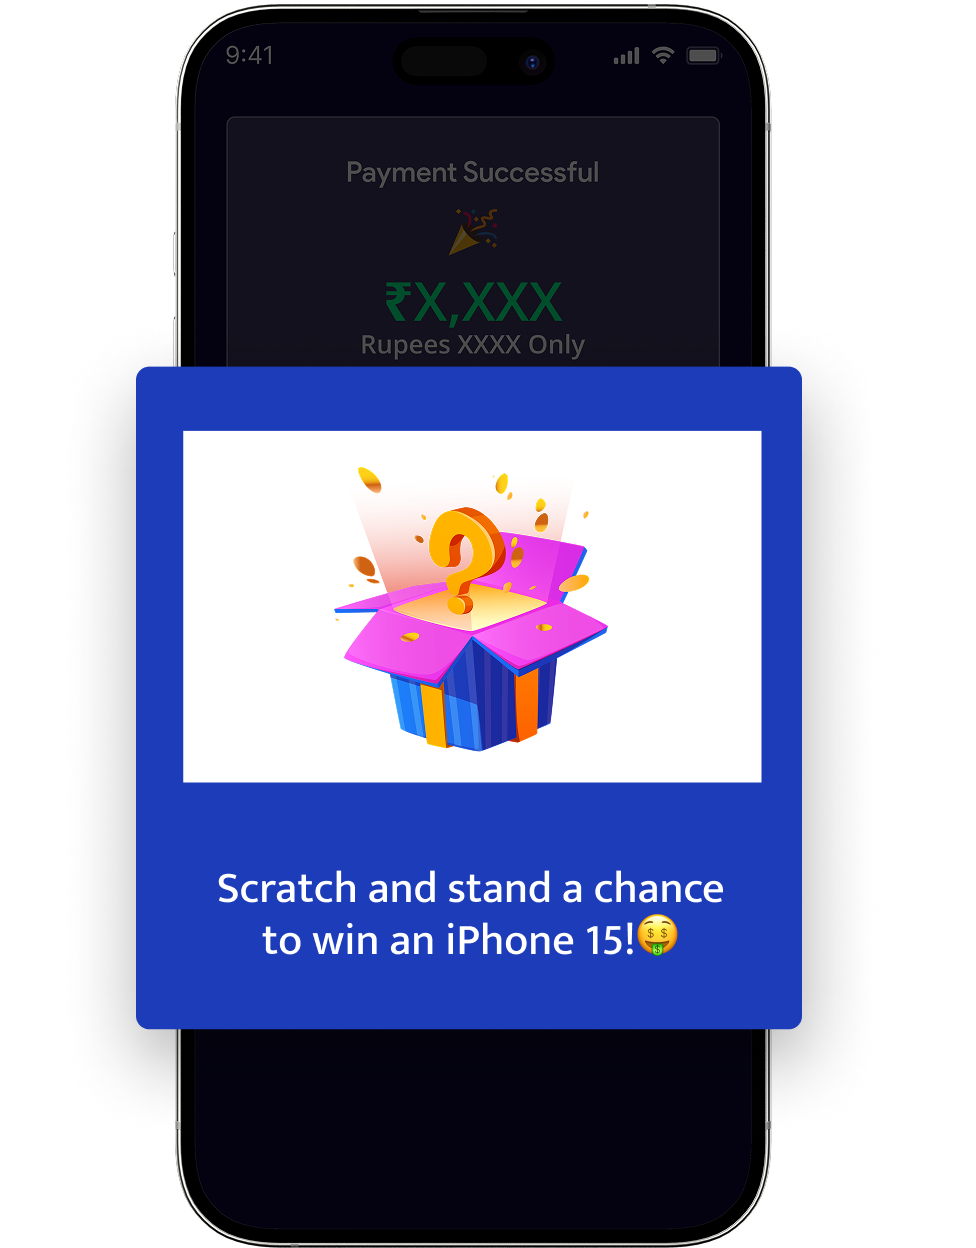 9:41
Payment Successful
₹X,XXX
Rupees XXXX Only
Scratch and stand a chance
to win an iPhone 15!🤑